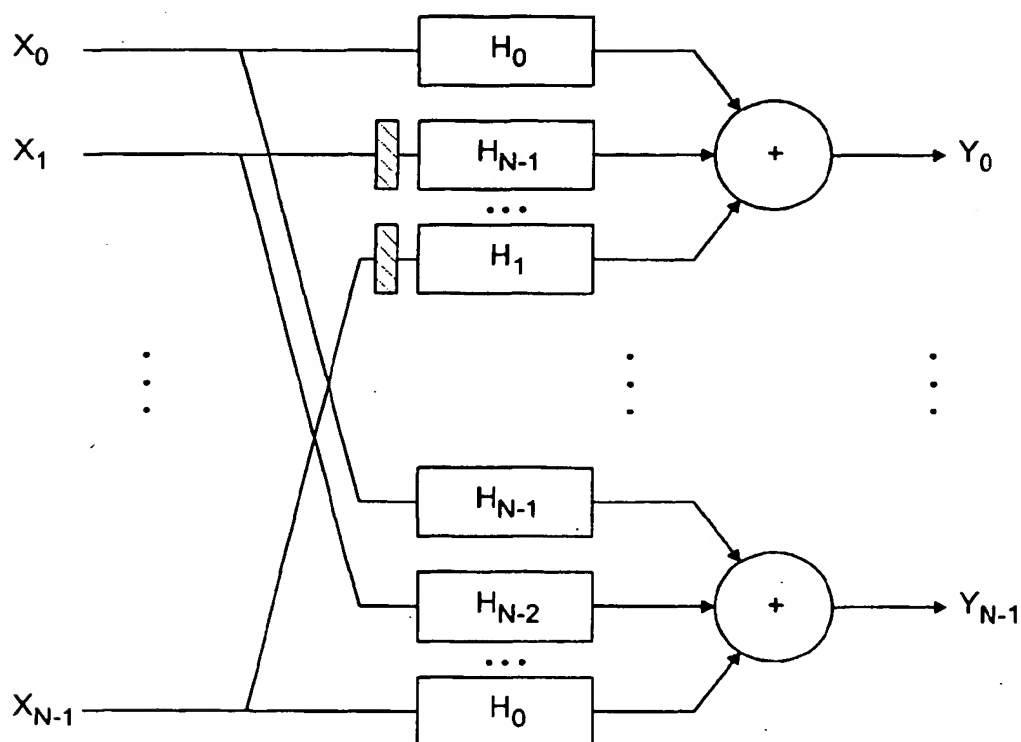 X0 H0
X1 HN-1 + Y0
...
H1
HN-1
HN-2 + YN-1
...
XN-1 H0